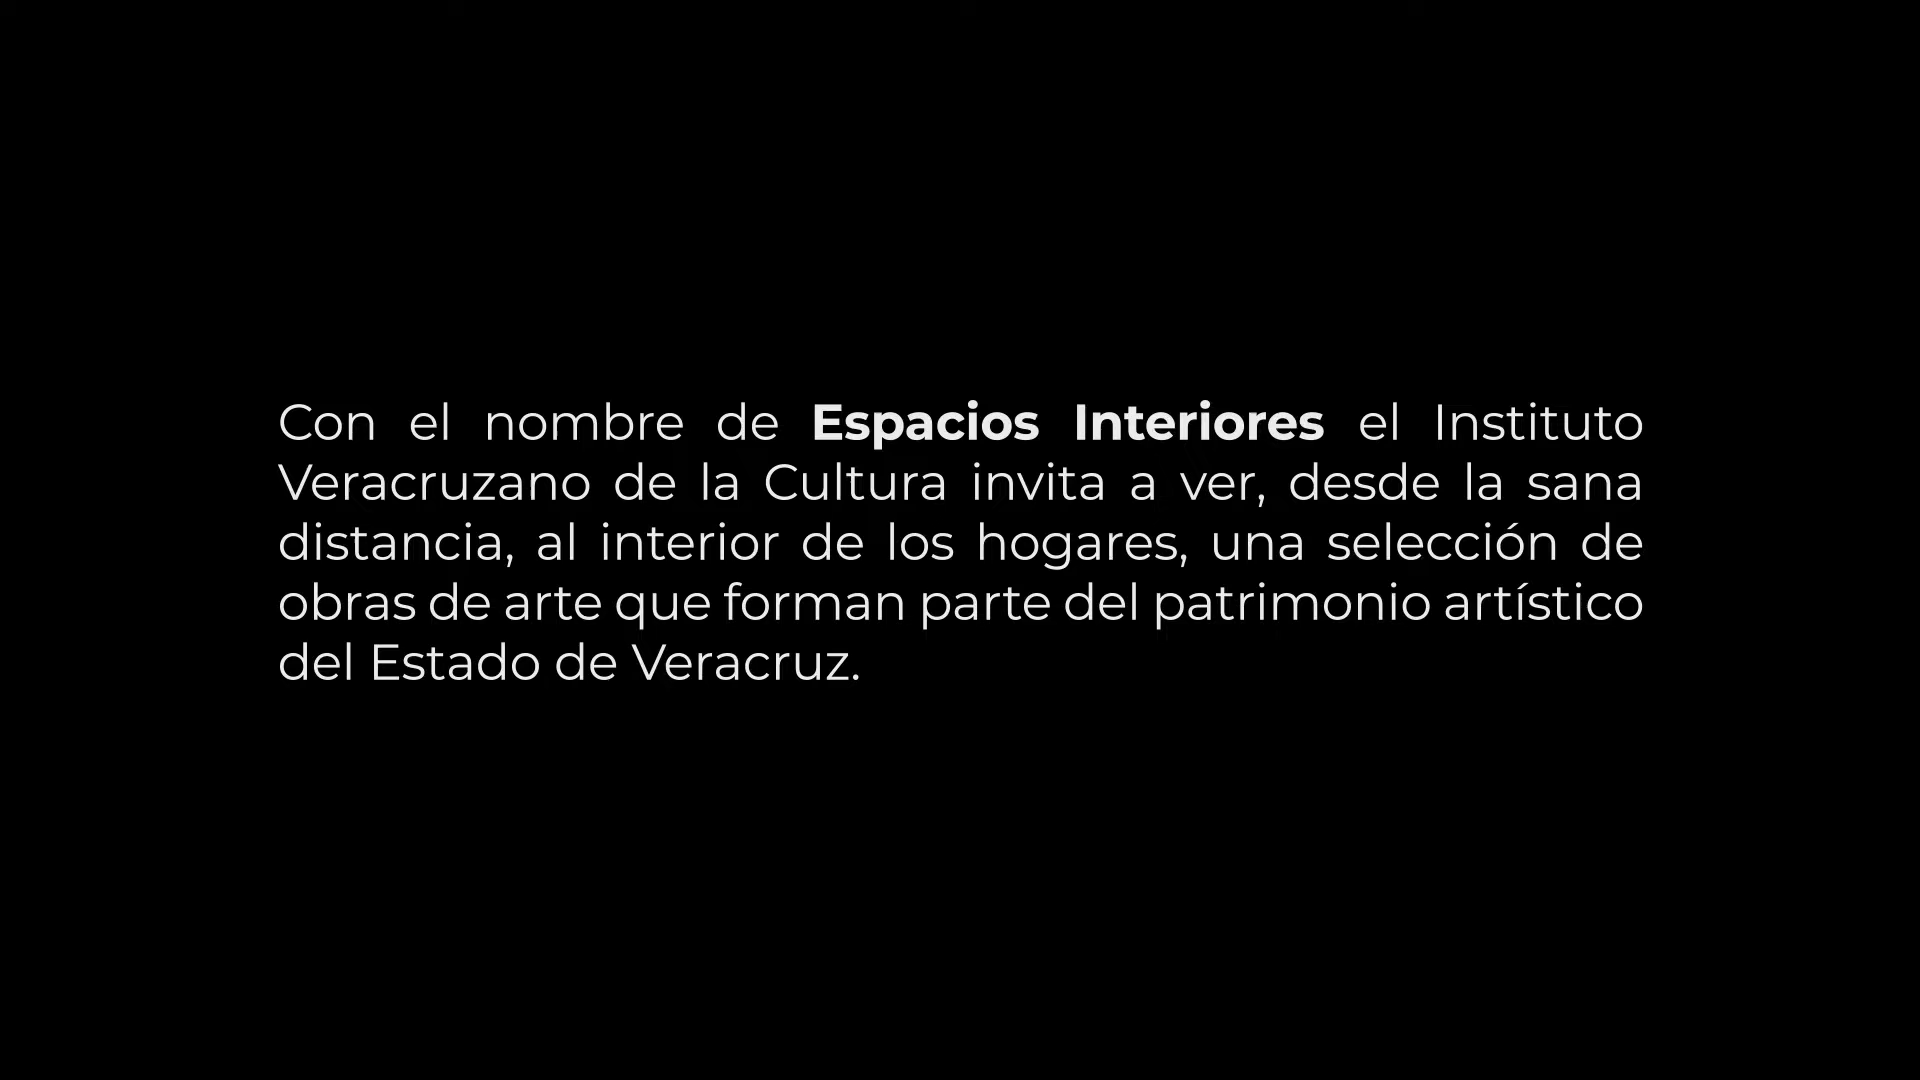 Con el nombre de Espacios Interiores el Instituto
Veracruzano de la Cultura invita a ver, desde la sana
distancia, al interior de los hogares, una selección de
obras de arte que forman parte del patrimonio artístico
del Estado de Veracruz.